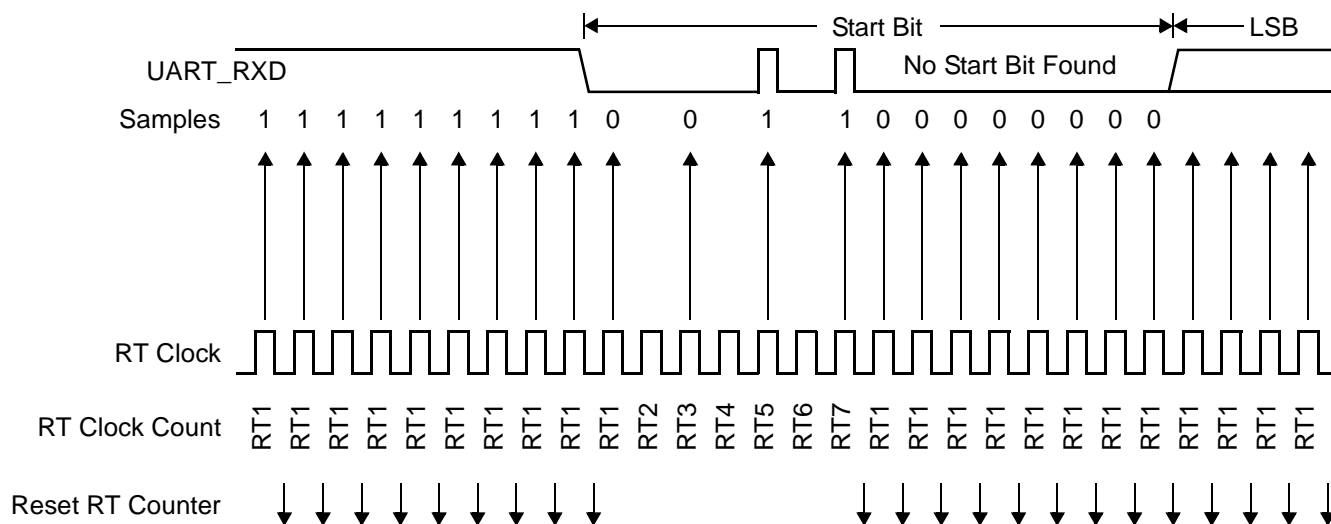 Start Bit LSB
UART_RXD No Start Bit Found
Samples 1 1 1 1 1 1 1 1 1 0 0 1 1 0 0 0 0 0 0 0 0
RT Clock
RT Clock Count RT1 RT1 RT1 RT1 RT1 RT1 RT1 RT1 RT1 RT1 RT2 RT3 RT4 RT5 RT6 RT7 RT1 RT1 RT1 RT1 RT1 RT1 RT1 RT1 RT1 RT1 RT1 RT1
Reset RT Counter